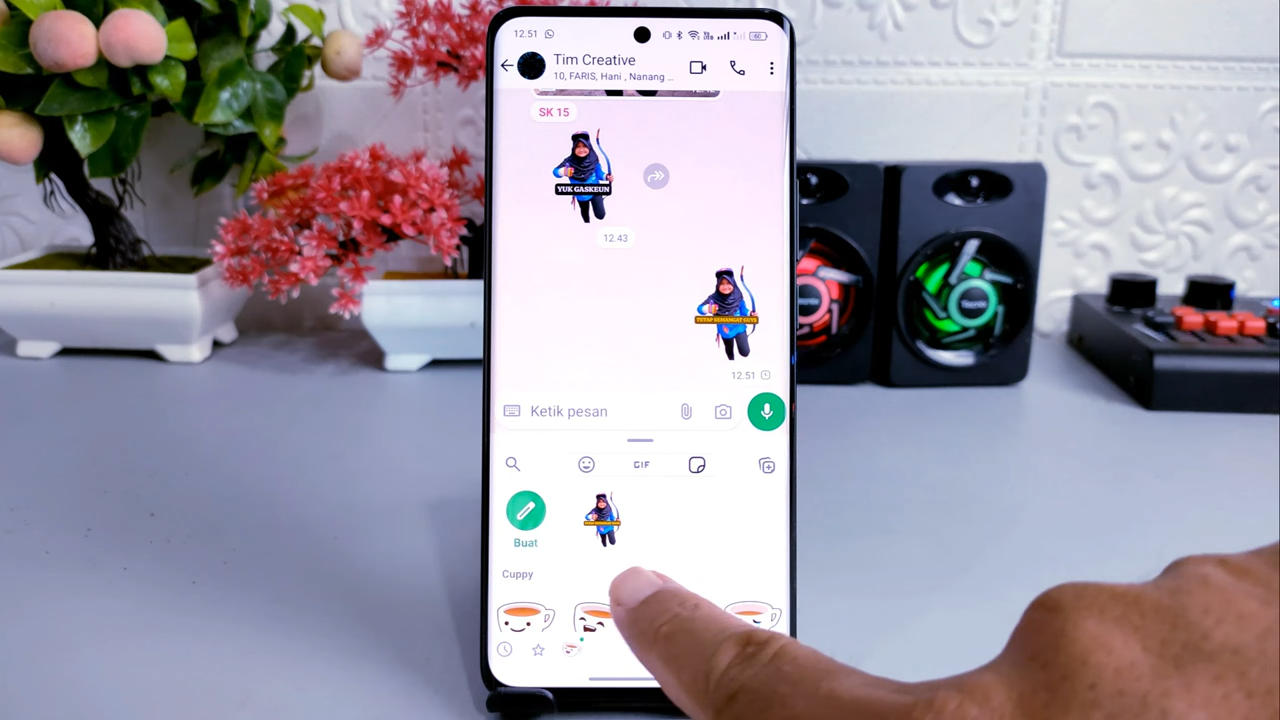 12.51
60
Tim Creative
10, FARIS, Hani , Nanang ...
SK 15
YUK GASKEUN
12.43
TETAP SEMANGAT GUYS
12.51
Ketik pesan
GIF
Buat
Cuppy